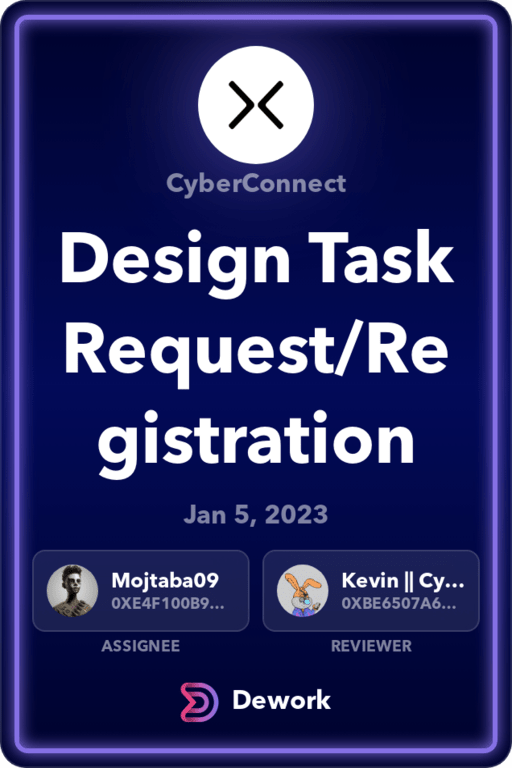 CyberConnect
Design Task
Request/Re
gistration
Jan 5, 2023
Mojtaba09
0XE4F100B9...
Kevin || Cy...
0XBE6507A6...
ASSIGNEE
REVIEWER
Dework